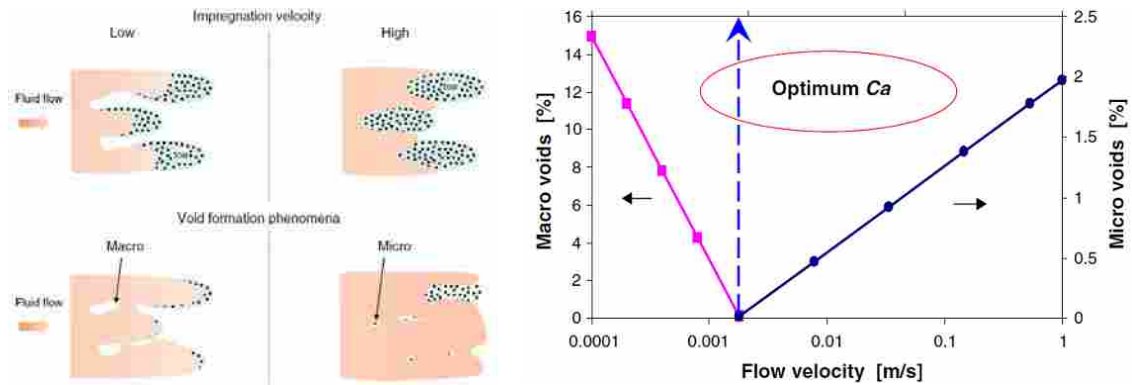 Impregnation velocity
Low
High
Fluid flow
tow
tow
Void formation phenomena
Macro
Micro
Fluid flow
Optimum Ca
Macro voids [%]
16
14
12
10
8
6
4
2
0
Micro voids [%]
2.5
2
1.5
1
0.5
0
0.0001
0.001
0.01
0.1
1
Flow velocity [m/s]